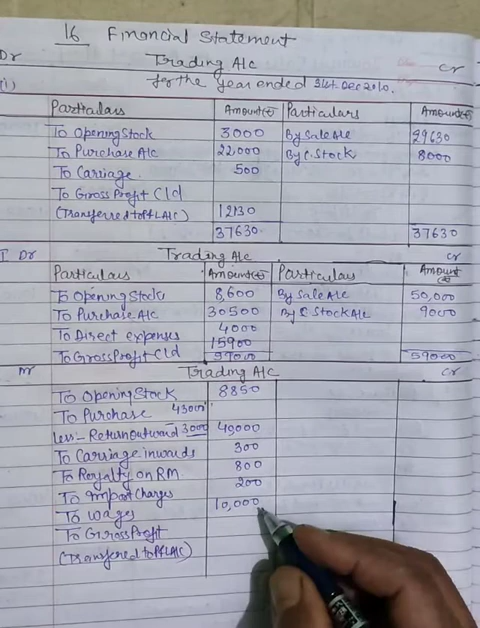 16 Financial Statement
Dr Trading A/c Cr
(i) for the year ended 31st Dec 2010.
Particulars Amount(₹) Particulars Amount(₹)
To Opening Stock 3000 By Sale A/c 29630
To Purchase A/c 22,000 By C. Stock 8000
To Carriage. 500
To Gross Profit C/d
(Transferred to P&L A/C) 12130
37630 37630
Dr Trading A/c Cr
Particulars Amount(₹) Particulars Amount (₹)
To Opening Stock 8,600 By Sale A/c 50,000
To Purchase A/c 30500 By C Stock A/c 9000
To Direct expenses 4000
To Gross Profit C/d 15900
59000 59000
Trading A/c Cr
To Opening Stock 8850
To Purchase 43000
Less- Return outward 3000 49000
To Carriage inwards 300
To Royalty on RM 800
To Import Charges 200
To Wages 10,000
To Gross Profit
(Transferred to P&L A/C)